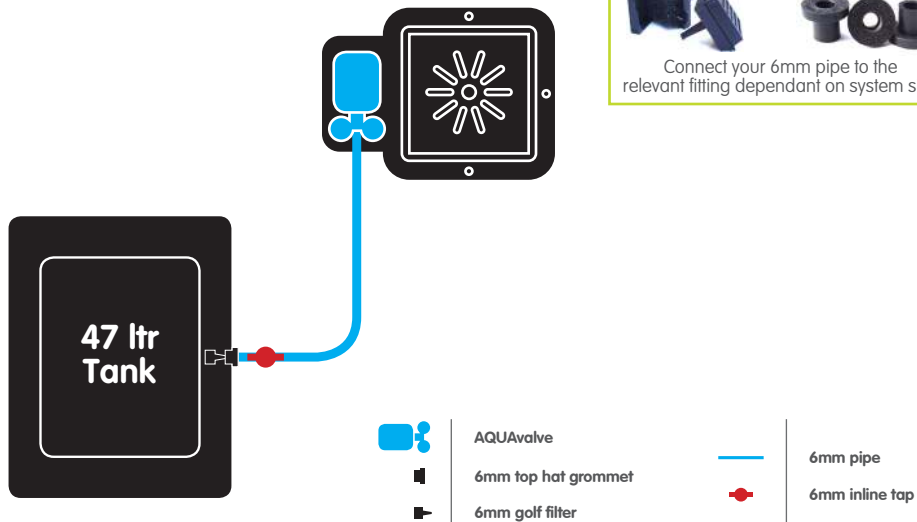 Connect your 6mm pipe to the
relevant fitting dependant on system
47 ltr
Tank
AQUAvalve
6mm top hat grommet
6mm golf filter
6mm pipe
6mm inline tap